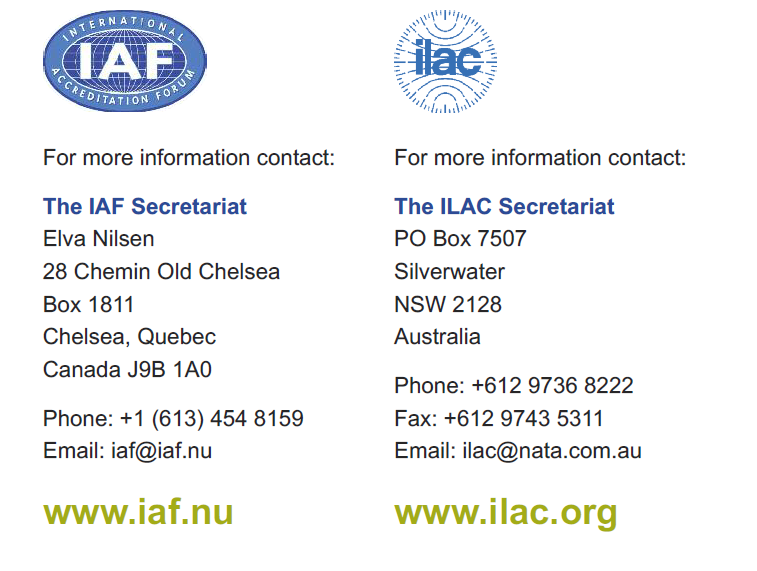 INTERNATIONAL
IAF
ACCREDITATION FORUM
For more information contact:
The IAF Secretariat
Elva Nilsen
28 Chemin Old Chelsea
Box 1811
Chelsea, Quebec
Canada J9B 1A0
Phone: +1 (613) 454 8159
Email: iaf@iaf.nu
www.iaf.nu
ilac
For more information contact:
The ILAC Secretariat
PO Box 7507
Silverwater
NSW 2128
Australia
Phone: +612 9736 8222
Fax: +612 9743 5311
Email: ilac@nata.com.au
www.ilac.org